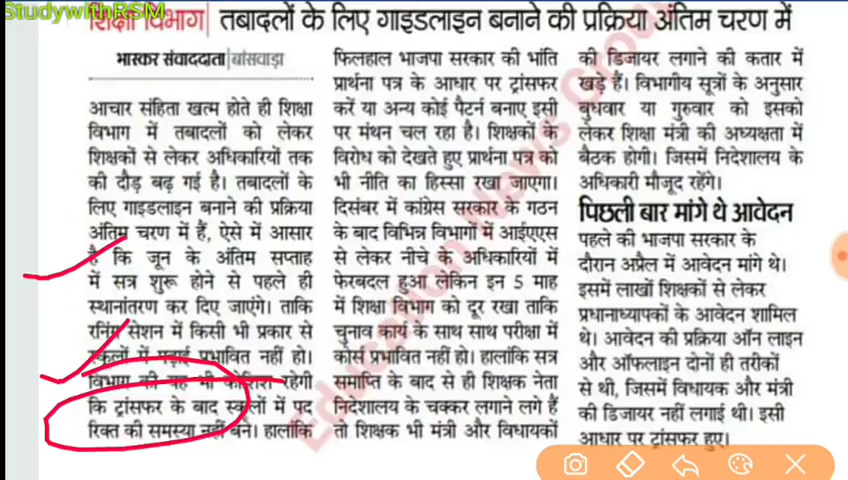 StudywithRSM
शिक्षा विभाग | तबादलों के लिए गाइडलाइन बनाने की प्रक्रिया अंतिम चरण में
भास्कर संवाददाता | बांसवाड़ा
आचार संहिता खत्म होते ही शिक्षा
विभाग में तबादलों को लेकर
शिक्षकों से लेकर अधिकारियों तक
की दौड़ बढ़ गई है। तबादलों के
लिए गाइडलाइन बनाने की प्रक्रिया
अंतिम चरण में हैं, ऐसे में आसार
है कि जून के अंतिम सप्ताह
में सत्र शुरू होने से पहले ही
स्थानांतरण कर दिए जाएंगे। ताकि
रनिंग सेशन में किसी भी प्रकार से
स्कूलों में पढ़ाई प्रभावित नहीं हो।
विभाग की यह भी कोशिश रहेगी
कि ट्रांसफर के बाद स्कूलों में पद
रिक्त की समस्या नहीं बने। हालांकि
फिलहाल भाजपा सरकार की भांति
प्रार्थना पत्र के आधार पर ट्रांसफर
करें या अन्य कोई पैटर्न बनाए इसी
पर मंथन चल रहा है। शिक्षकों के
विरोध को देखते हुए प्रार्थना पत्र को
भी नीति का हिस्सा रखा जाएगा।
दिसंबर में कांग्रेस सरकार के गठन
के बाद विभिन्न विभागों में आईएएस
से लेकर नीचे के अधिकारियों में
फेरबदल हुआ लेकिन इन 5 माह
में शिक्षा विभाग को दूर रखा ताकि
चुनाव कार्य के साथ साथ परीक्षा में
कोर्स प्रभावित नहीं हो। हालांकि सत्र
समाप्ति के बाद से ही शिक्षक नेता
निदेशालय के चक्कर लगाने लगे हैं
तो शिक्षक भी मंत्री और विधायकों
की डिजायर लगाने की कतार में
खड़े हैं। विभागीय सूत्रों के अनुसार
बुधवार या गुरुवार को इसको
लेकर शिक्षा मंत्री की अध्यक्षता में
बैठक होगी। जिसमें निदेशालय के
अधिकारी मौजूद रहेंगे।
पिछली बार मांगे थे आवेदन
पहले की भाजपा सरकार के
दौरान अप्रैल में आवेदन मांगे थे।
इसमें लाखों शिक्षकों से लेकर
प्रधानाध्यापकों के आवेदन शामिल
थे। आवेदन की प्रक्रिया ऑन लाइन
और ऑफलाइन दोनों ही तरीकों
से थी, जिसमें विधायक और मंत्री
की डिजायर नहीं लगाई थी। इसी
आधार पर ट्रांसफर हुए।
Education News Group